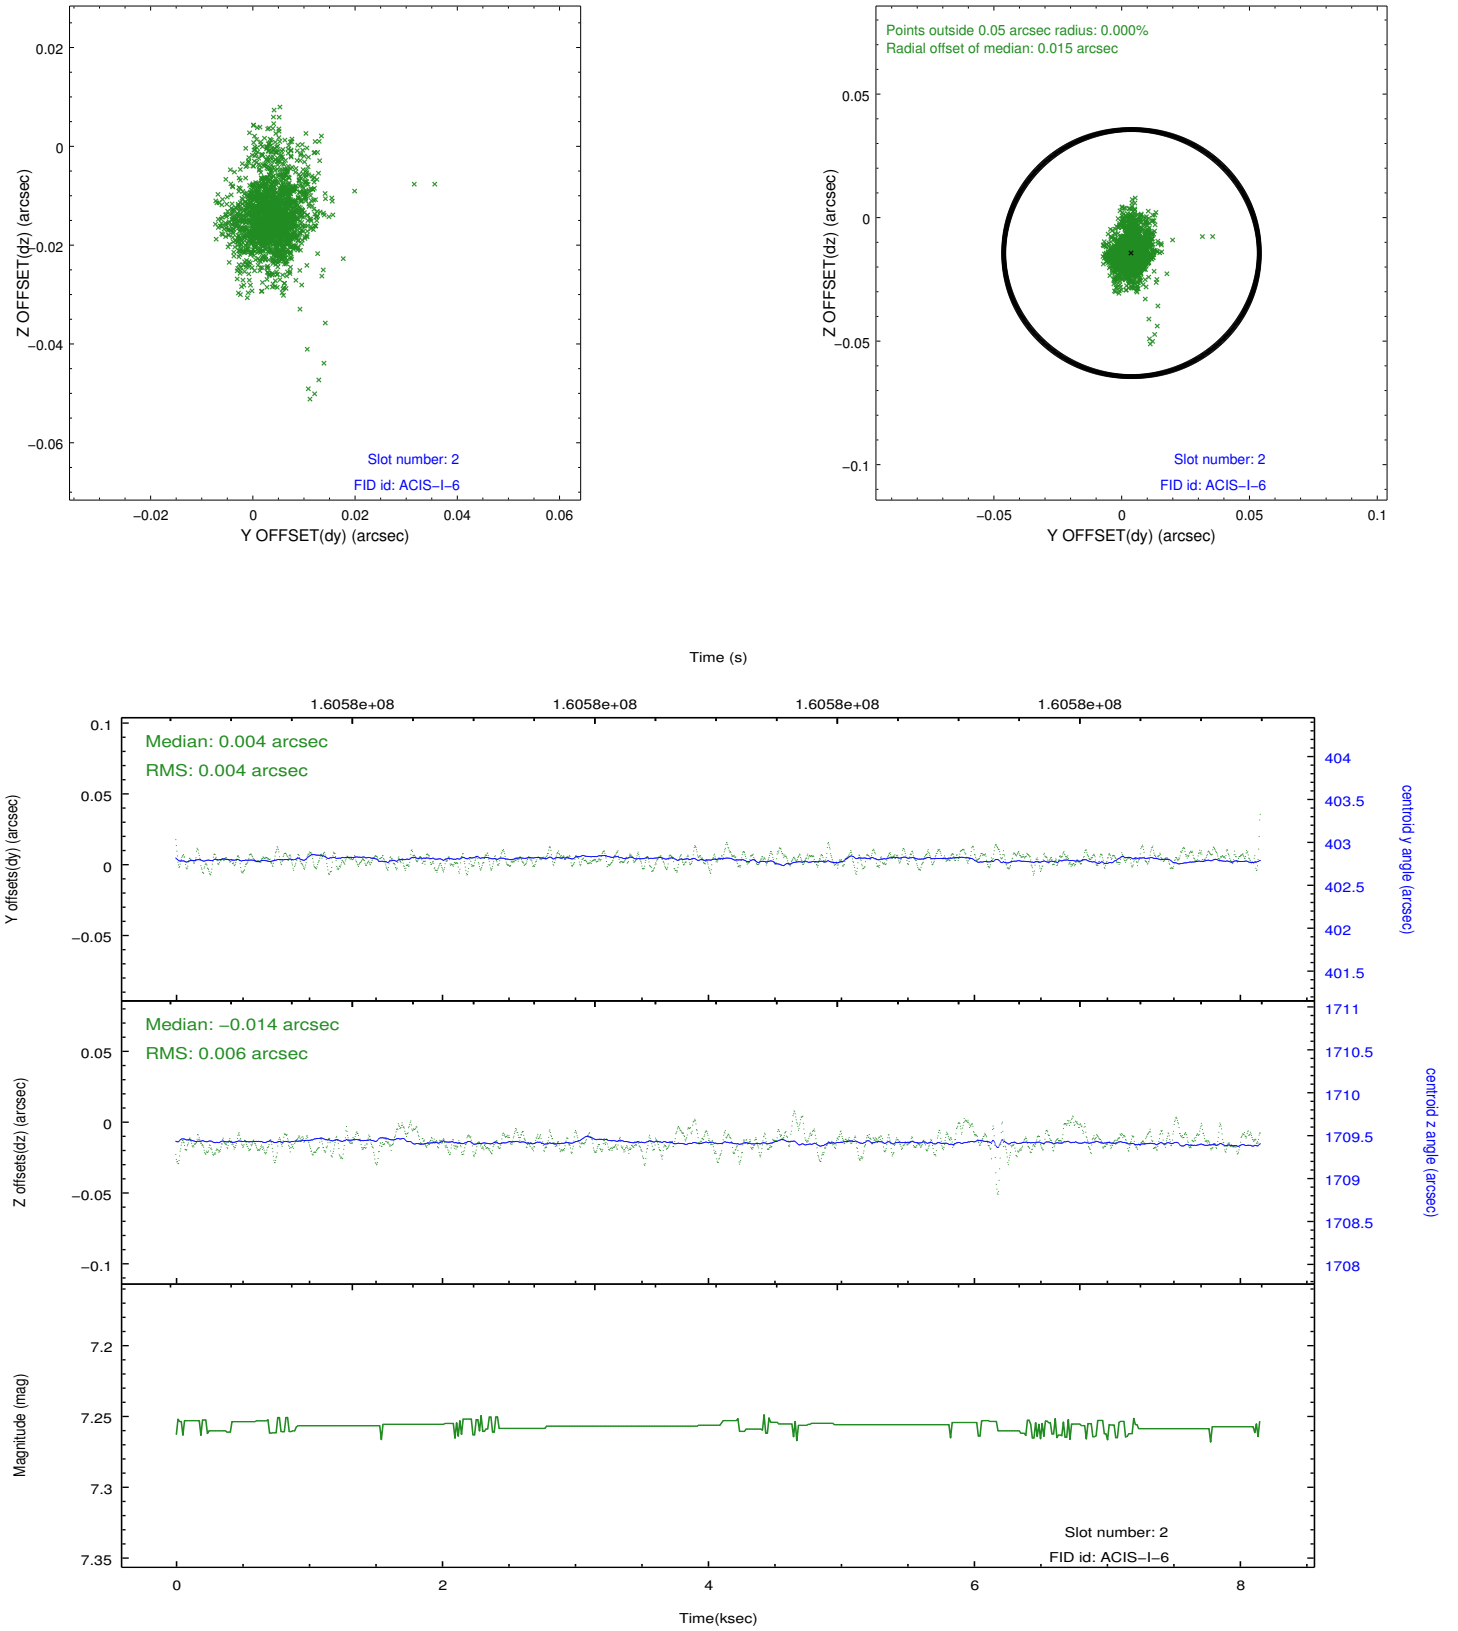 0.02
0
−0.02
−0.04
−0.06
Z OFFSET(dz) (arcsec)
Slot number: 2
FID id: ACIS−I−6
−0.02
0
0.02
0.04
0.06
Y OFFSET(dy) (arcsec)
Points outside 0.05 arcsec radius: 0.000%
Radial offset of median: 0.015 arcsec
0.05
0
−0.05
−0.1
Z OFFSET(dz) (arcsec)
Slot number: 2
FID id: ACIS−I−6
−0.05
0
0.05
0.1
Y OFFSET(dy) (arcsec)
Time (s)
1.6058e+08
1.6058e+08
1.6058e+08
1.6058e+08
Median: 0.004 arcsec
RMS: 0.004 arcsec
0.1
0.05
0
−0.05
Y offsets(dy) (arcsec)
404
403.5
403
402.5
402
401.5
centroid y angle (arcsec)
Median: −0.014 arcsec
RMS: 0.006 arcsec
0.05
0
−0.05
−0.1
Z offsets(dz) (arcsec)
1711
1710.5
1710
1709.5
1709
1708.5
1708
centroid z angle (arcsec)
7.2
7.25
7.3
7.35
Magnitude (mag)
Slot number: 2
FID id: ACIS−I−6
0
2
4
6
8
Time(ksec)